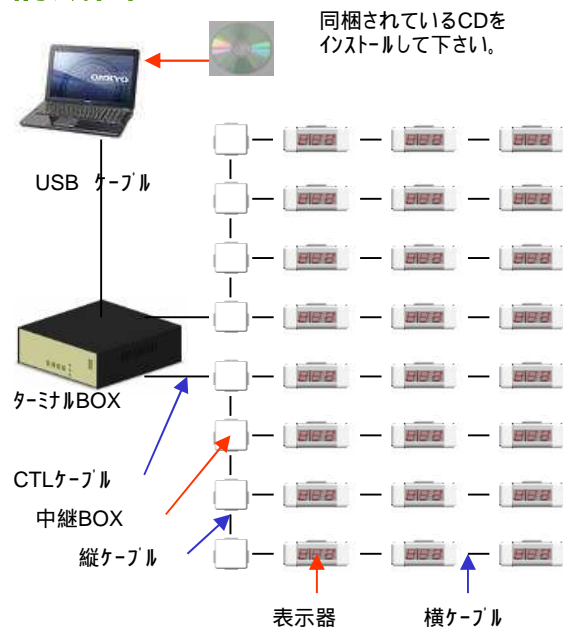 同梱されているCDを
ｲﾝｽﾄｰﾙして下さい。
ONKYO
USB ｹｰﾌﾞﾙ
ﾀｰﾐﾅﾙBOX
CTLｹｰﾌﾞﾙ
中継BOX
縦ｹｰﾌﾞﾙ
表示器
横ｹｰﾌﾞﾙ